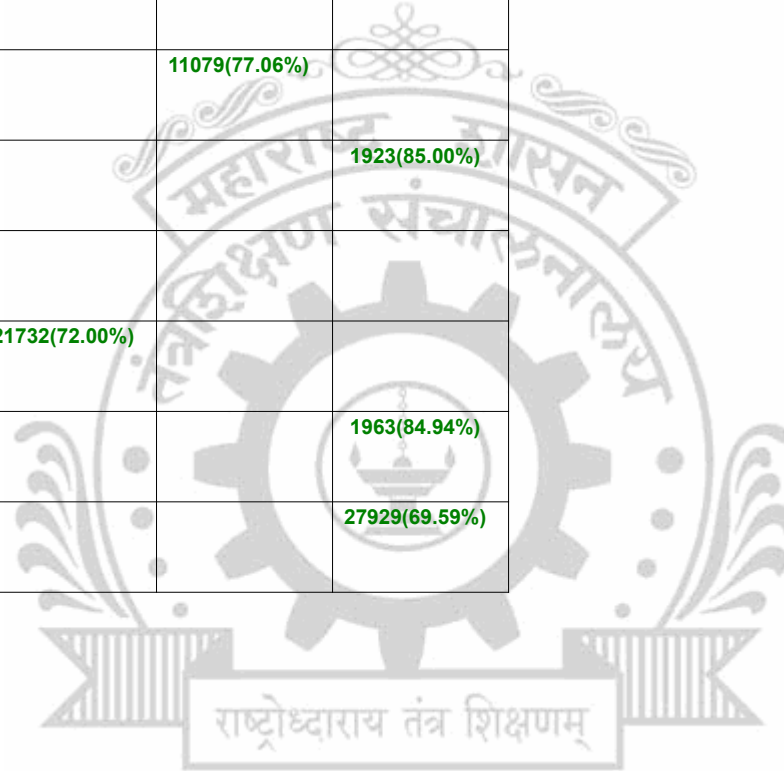 11079(77.06%)
महाराष्ट्र शासन
1923(85.00%)
तंत्रशिक्षण संचालनालय
21732(72.00%)
1963(84.94%)
27929(69.59%)
राष्ट्रोध्दाराय तंत्र शिक्षणम्